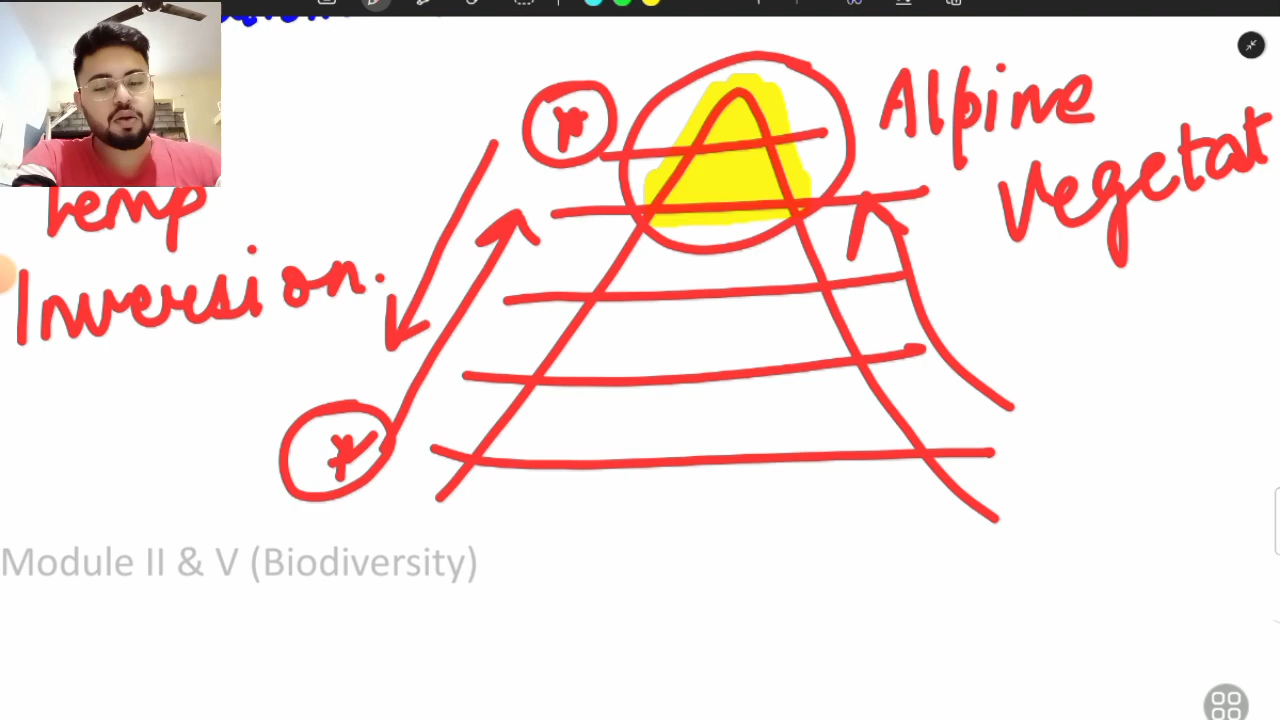 Alpine
Vegetat
Temp
Inversion.
Module II & V (Biodiversity)